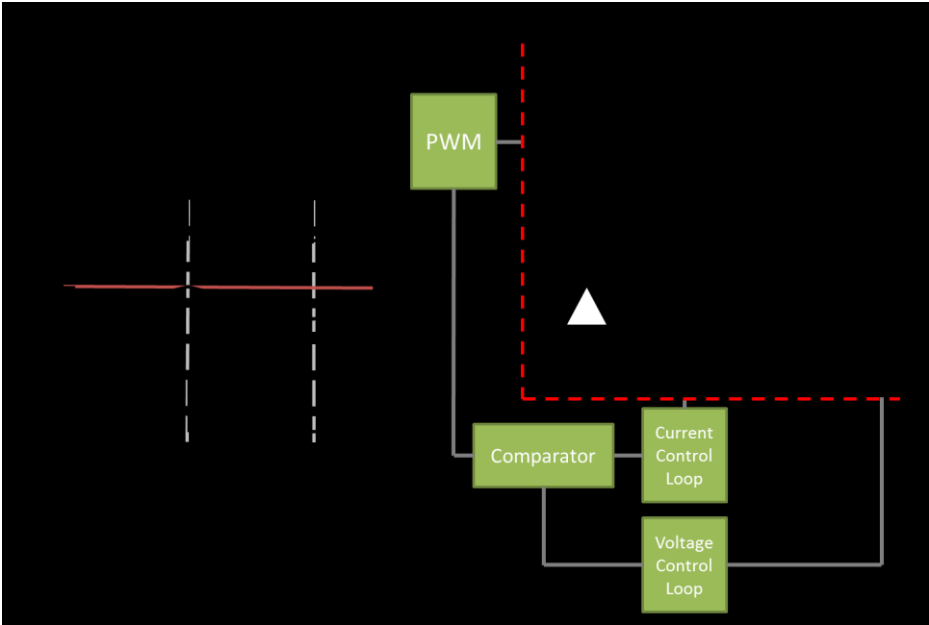 PWM
Comparator
Current
Control
Loop
Voltage
Control
Loop